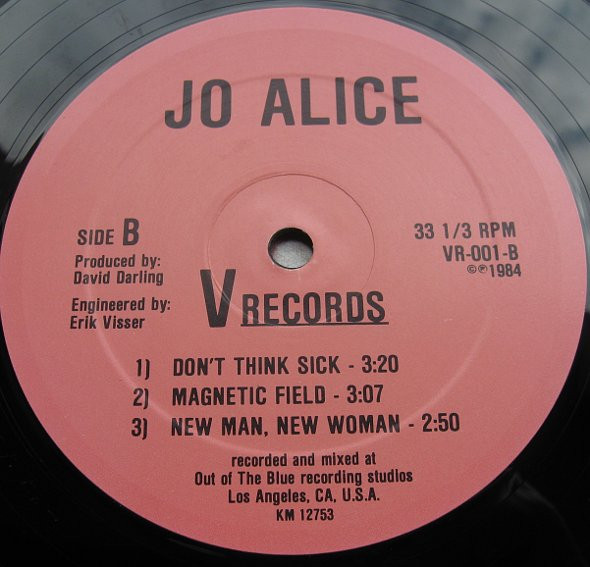 JO ALICE
SIDE B
Produced by:
David Darling
Engineered by:
Erik Visser
33 1/3 RPM
VR-001-B
©℗1984
V RECORDS
1) DON'T THINK SICK - 3:20
2) MAGNETIC FIELD - 3:07
3) NEW MAN, NEW WOMAN - 2:50
recorded and mixed at
Out of The Blue recording studios
Los Angeles, CA, U.S.A.
KM 12753